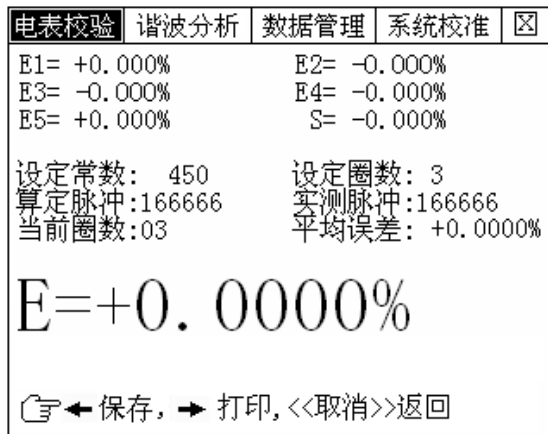 电表校验 谐波分析 数据管理 系统校准
E1= +0.000% E2= -0.000%
E3= -0.000% E4= -0.000%
E5= +0.000% S= -0.000%
设定常数: 450 设定圈数: 3
算定脉冲:166666 实测脉冲:166666
当前圈数:03 平均误差: +0.0000%
E=+0.0000%
←保存, → 打印,<<取消>>返回